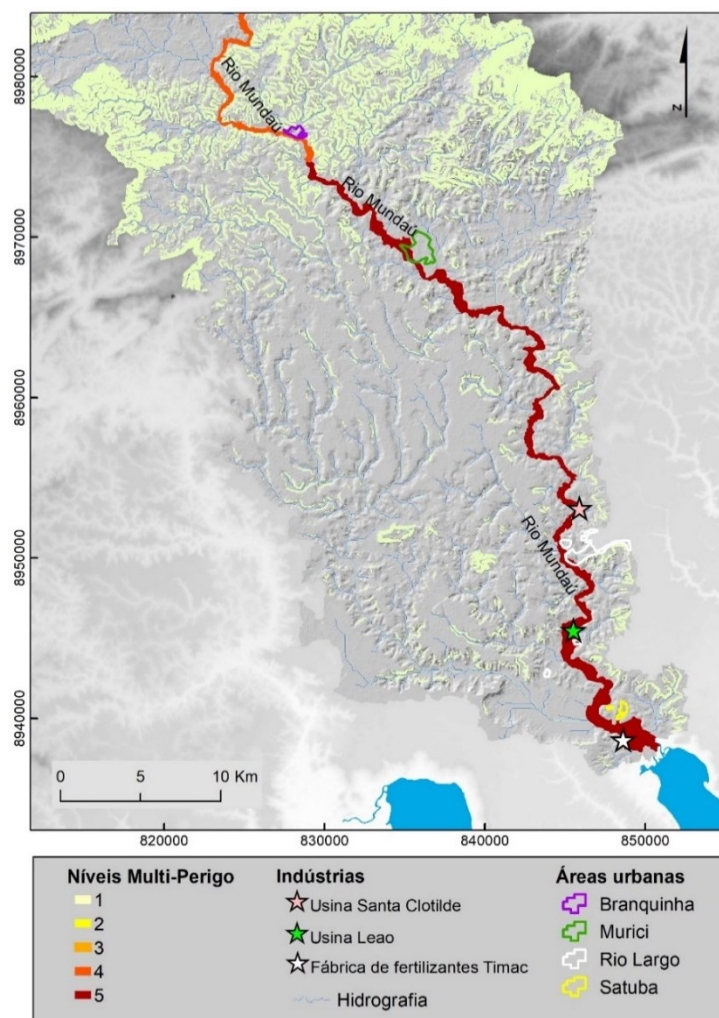 8980000
Rio Mundaú
N
Rio Mundaú
8970000
8960000
Rio Mundaú
8950000
8940000
0 5 10 Km
820000 830000 840000 850000
Níveis Multi-Perigo
1
2
3
4
5
Indústrias
Usina Santa Clotilde
Usina Leao
Fábrica de fertilizantes Timac
Hidrografia
Áreas urbanas
Branquinha
Murici
Rio Largo
Satuba